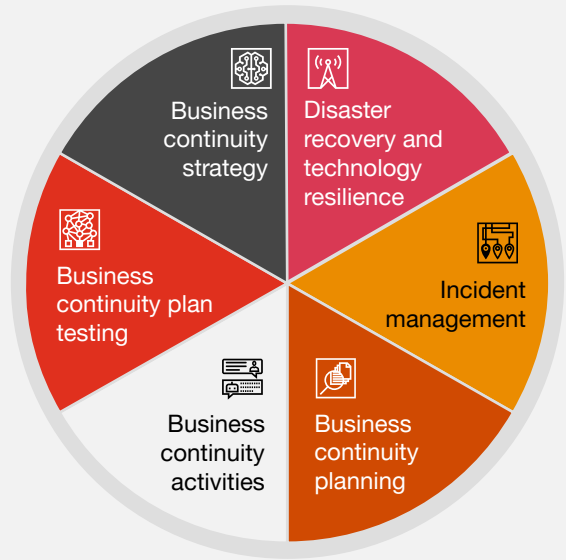 Business
continuity
strategy
Disaster
recovery and
technology
resilience
Incident
management
Business
continuity
planning
Business
continuity
activities
Business
continuity plan
testing